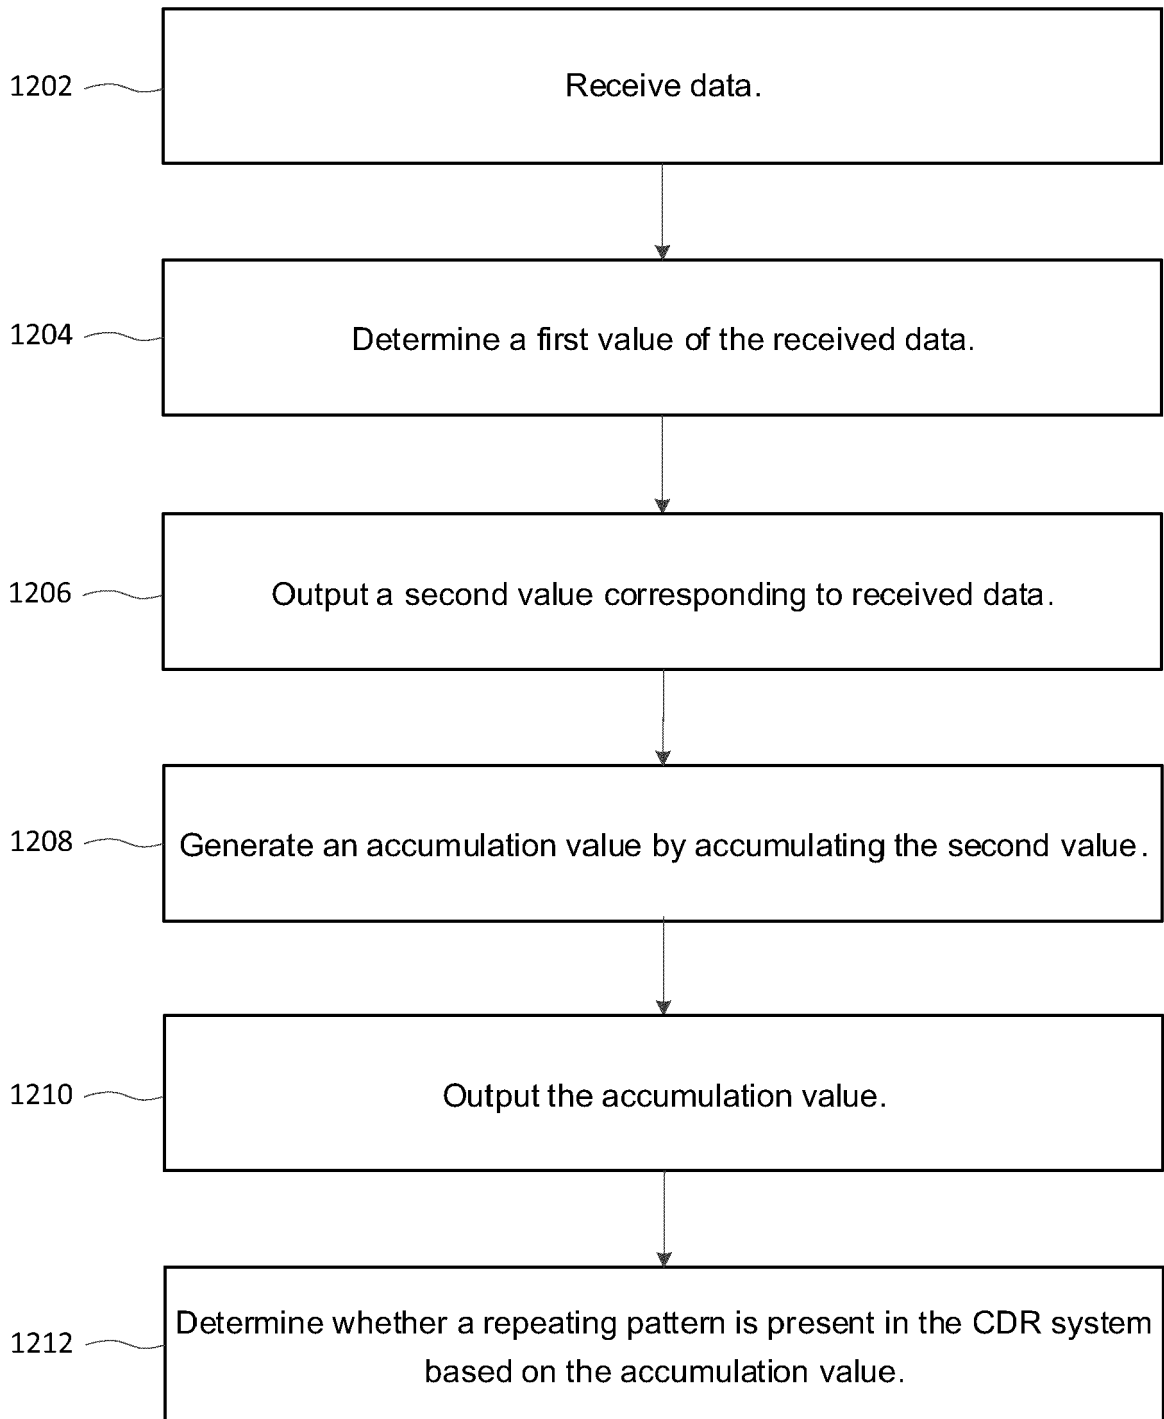 1202
Receive data.
1204
Determine a first value of the received data.
1206
Output a second value corresponding to received data.
1208
Generate an accumulation value by accumulating the second value.
1210
Output the accumulation value.
1212
Determine whether a repeating pattern is present in the CDR system
based on the accumulation value.